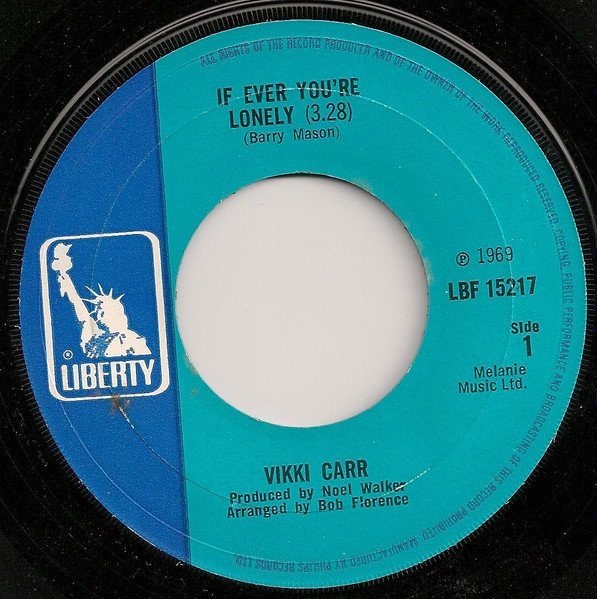 ALL RIGHTS OF THE RECORD PRODUCER AND OF THE OWNER OF THE WORK REPRODUCED RESERVED. COPYING, PUBLIC PERFORMANCE AND BROADCASTING OF THIS RECORD PROHIBITED. MANUFACTURED BY PHILIPS RECORDS LTD.
IF EVER YOU'RE
LONELY (3.28)
(Barry Mason)
℗ 1969
LBF 15217
Side
1
Melanie
Music Ltd.
® LIBERTY
VIKKI CARR
Produced by Noel Walker
Arranged by Bob Florence